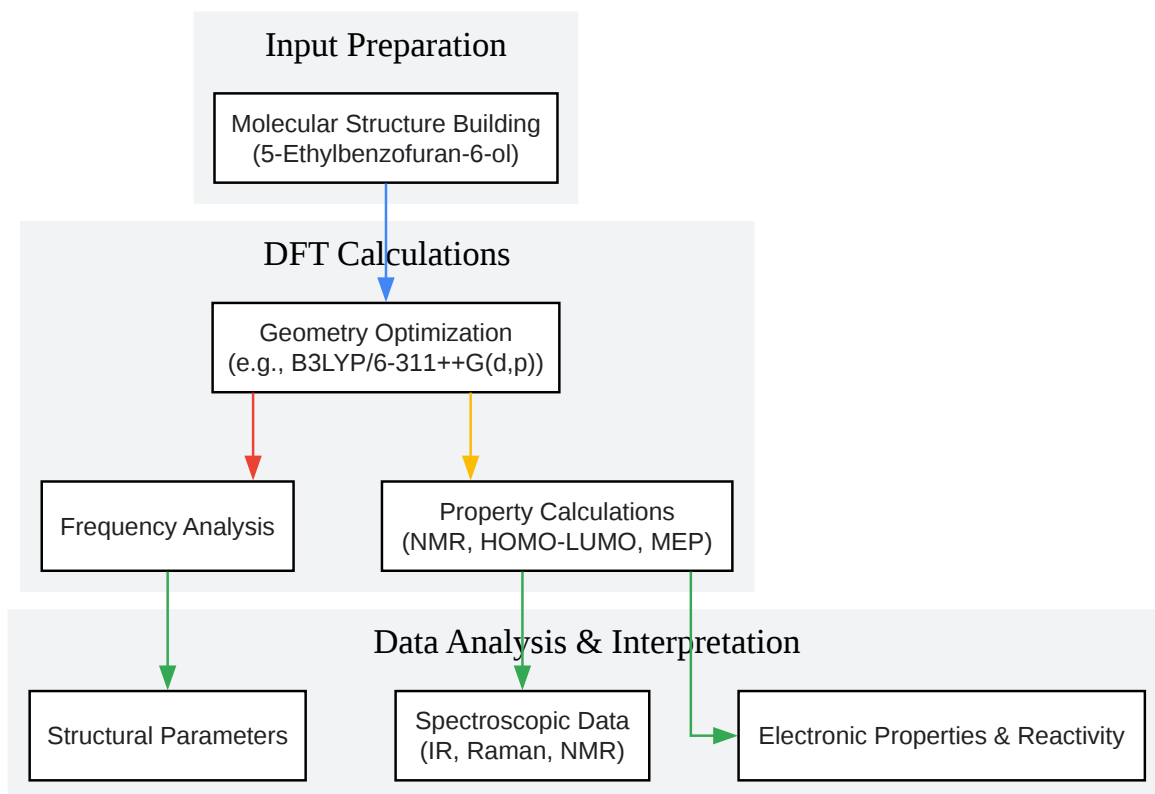 Input Preparation
Molecular Structure Building
(5-Ethylbenzofuran-6-ol)
DFT Calculations
Geometry Optimization
(e.g., B3LYP/6-311++G(d,p))
Frequency Analysis
Property Calculations
(NMR, HOMO-LUMO, MEP)
Data Analysis & Interpretation
Structural Parameters
Spectroscopic Data
(IR, Raman, NMR)
Electronic Properties & Reactivity